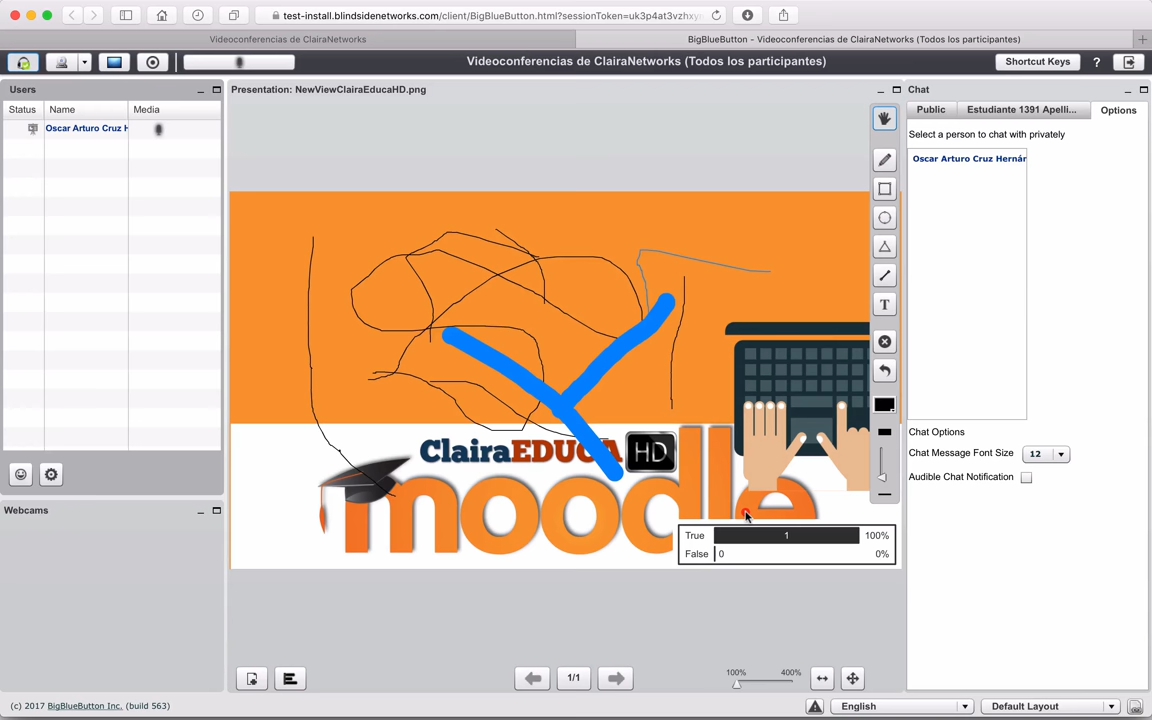 test-install.blindsidenetworks.com/client/BigBlueButton.html?sessionToken=uk3p4at3vzhxy
Videoconferencias de ClairaNetworks
BigBlueButton - Videoconferencias de ClairaNetworks (Todos los participantes)
Videoconferencias de ClairaNetworks (Todos los participantes)
Shortcut Keys
?
Users
Status Name Media
Oscar Arturo Cruz H
Webcams
Presentation: NewViewClairaEducaHD.png
T
ClairaEDUCA HD
moodle
True 1 100%
False 0 0%
1/1
100% 400%
Chat
Public Estudiante 1391 Apelli... Options
Select a person to chat with privately
Oscar Arturo Cruz Hernár
Chat Options
Chat Message Font Size 12
Audible Chat Notification
(c) 2017 BigBlueButton Inc. (build 563)
English
Default Layout